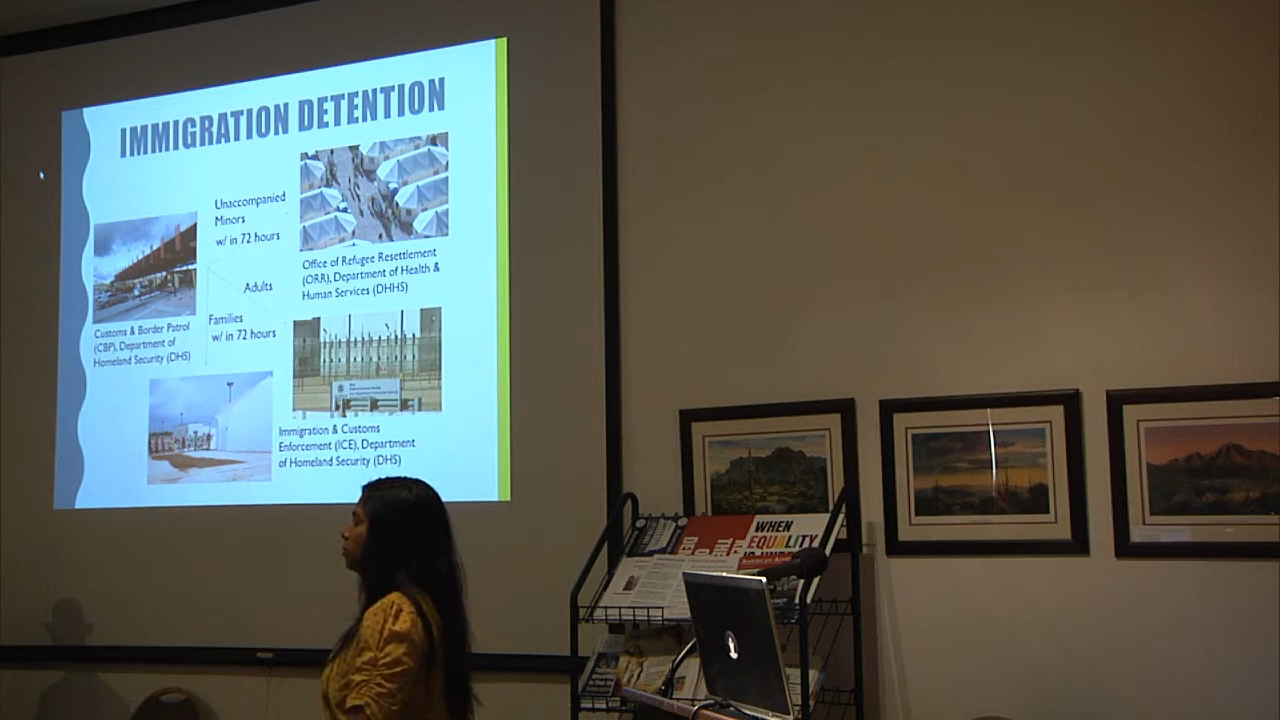 IMMIGRATION DETENTION
Unaccompanied
Minors
w/ in 72 hours
Adults
Families
w/ in 72 hours
Customs & Border Patrol
(CBP), Department of
Homeland Security (DHS)
Office of Refugee Resettlement
(ORR), Department of Health &
Human Services (DHHS)
Immigration & Customs
Enforcement (ICE), Department
of Homeland Security (DHS)
WHEN
EQUALITY